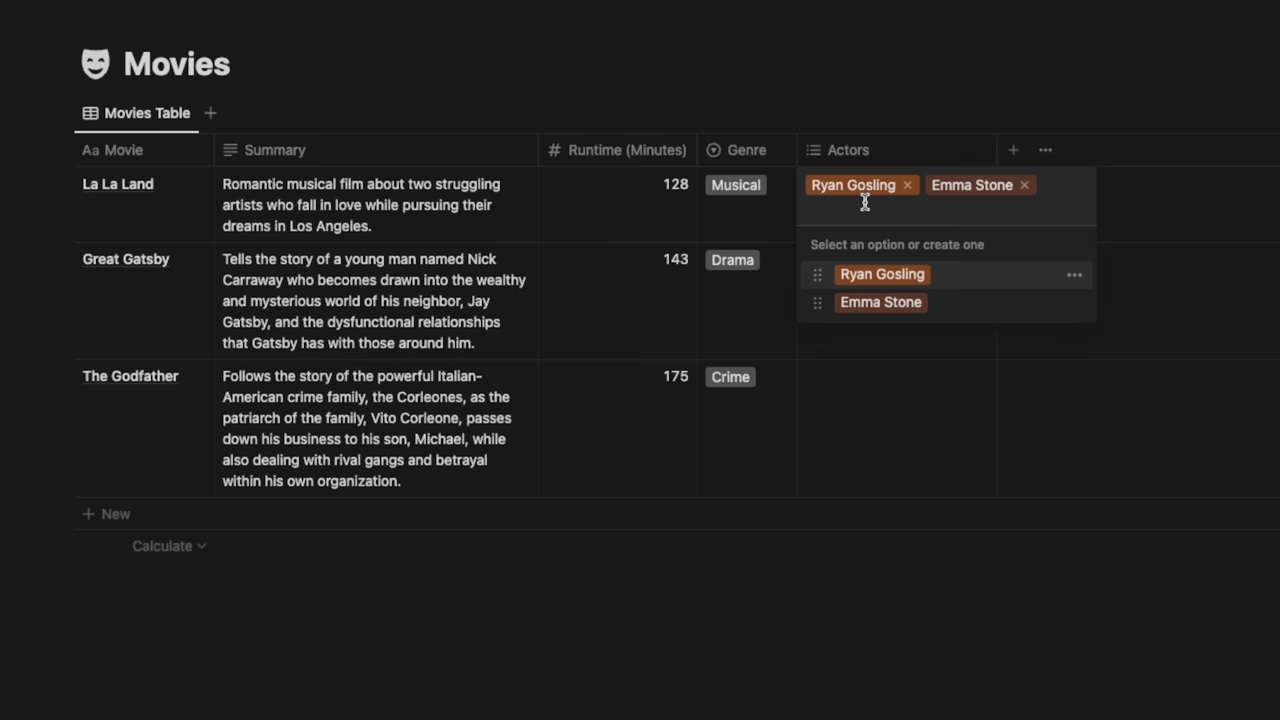 Movies
Movies Table
Aa Movie
Summary
# Runtime (Minutes)
Genre
Actors
La La Land
Romantic musical film about two struggling
artists who fall in love while pursuing their
dreams in Los Angeles.
128
Musical
Ryan Gosling
Emma Stone
Select an option or create one
Ryan Gosling
Emma Stone
Great Gatsby
Tells the story of a young man named Nick
Carraway who becomes drawn into the wealthy
and mysterious world of his neighbor, Jay
Gatsby, and the dysfunctional relationships
that Gatsby has with those around him.
143
Drama
The Godfather
Follows the story of the powerful Italian-
American crime family, the Corleones, as the
patriarch of the family, Vito Corleone, passes
down his business to his son, Michael, while
also dealing with rival gangs and betrayal
within his own organization.
175
Crime
+ New
Calculate